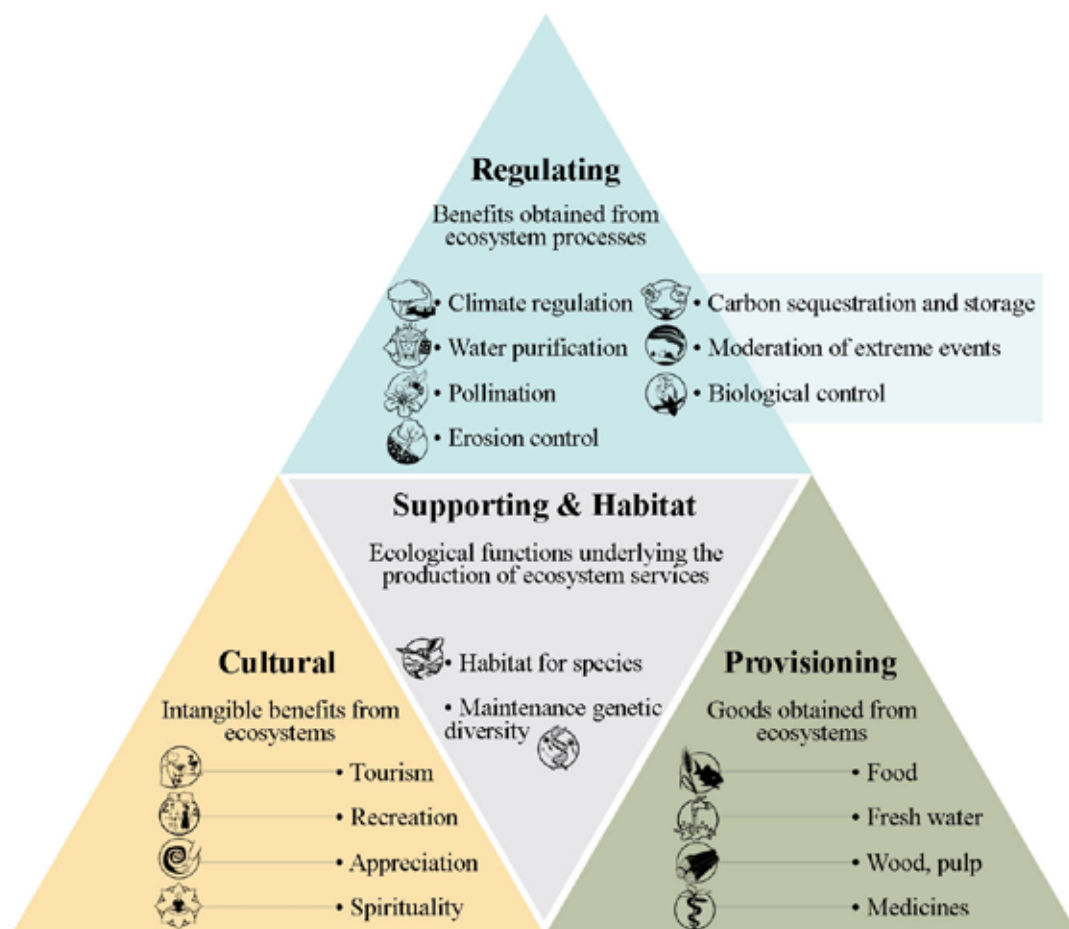 Regulating
Benefits obtained from
ecosystem processes
• Climate regulation
• Water purification
• Pollination
• Erosion control
• Carbon sequestration and storage
• Moderation of extreme events
• Biological control
Supporting & Habitat
Ecological functions underlying the
production of ecosystem services
• Habitat for species
• Maintenance genetic
diversity
Cultural
Intangible benefits from
ecosystems
• Tourism
• Recreation
• Appreciation
• Spirituality
Provisioning
Goods obtained from
ecosystems
• Food
• Fresh water
• Wood, pulp
• Medicines